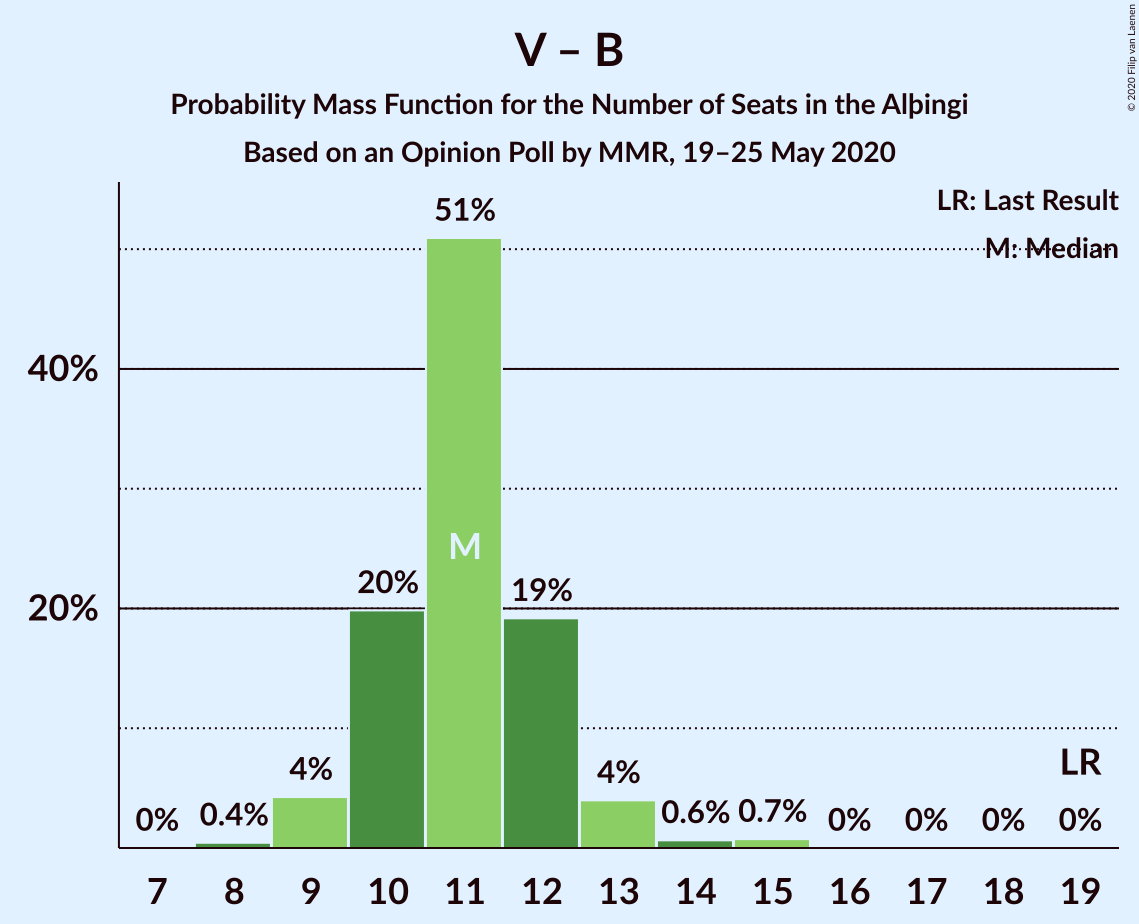 V – B
Probability Mass Function for the Number of Seats in the Alþingi
Based on an Opinion Poll by MMR, 19–25 May 2020
© 2020 Filip van Laenen
LR: Last Result
M: Median
51%
40%
M
20%
19%
20%
4%
4%
LR
0%
0.4%
0.6%
0.7%
0%
0%
0%
0%
7 8 9 10 11 12 13 14 15 16 17 18 19